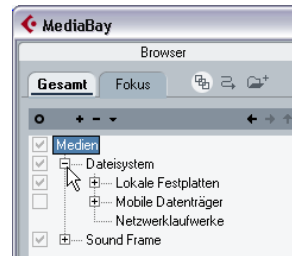 MediaBay
Browser
Gesamt Fokus
Medien
Dateisystem
Lokale Festplatten
Mobile Datenträger
Netzwerklaufwerke
Sound Frame